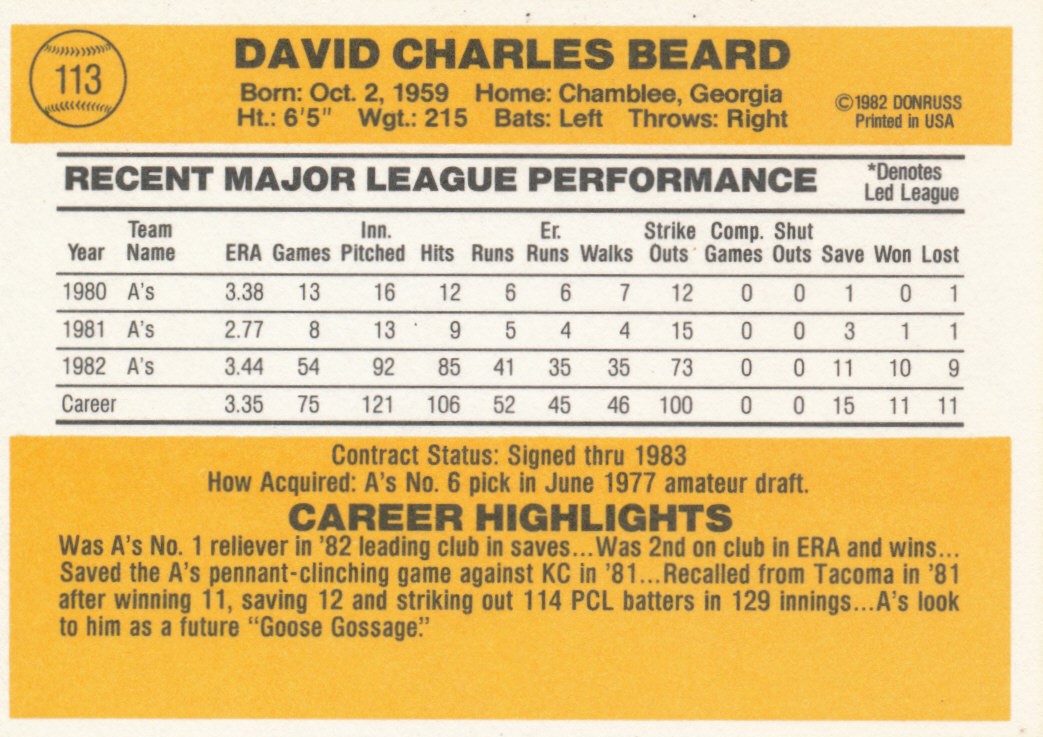 113
DAVID CHARLES BEARD
Born: Oct. 2, 1959 Home: Chamblee, Georgia
Ht.: 6'5" Wgt.: 215 Bats: Left Throws: Right
©1982 DONRUSS
Printed in USA
RECENT MAJOR LEAGUE PERFORMANCE
*Denotes
Led League
Team Inn. Er. Strike Comp. Shut
Year Name ERA Games Pitched Hits Runs Runs Walks Outs Games Outs Save Won Lost
1980 A's 3.38 13 16 12 6 6 7 12 0 0 1 0 1
1981 A's 2.77 8 13 9 5 4 4 15 0 0 3 1 1
1982 A's 3.44 54 92 85 41 35 35 73 0 0 11 10 9
Career 3.35 75 121 106 52 45 46 100 0 0 15 11 11
Contract Status: Signed thru 1983
How Acquired: A's No. 6 pick in June 1977 amateur draft.
CAREER HIGHLIGHTS
Was A's No. 1 reliever in '82 leading club in saves...Was 2nd on club in ERA and wins...
Saved the A's pennant-clinching game against KC in '81...Recalled from Tacoma in '81
after winning 11, saving 12 and striking out 114 PCL batters in 129 innings...A's look
to him as a future "Goose Gossage."